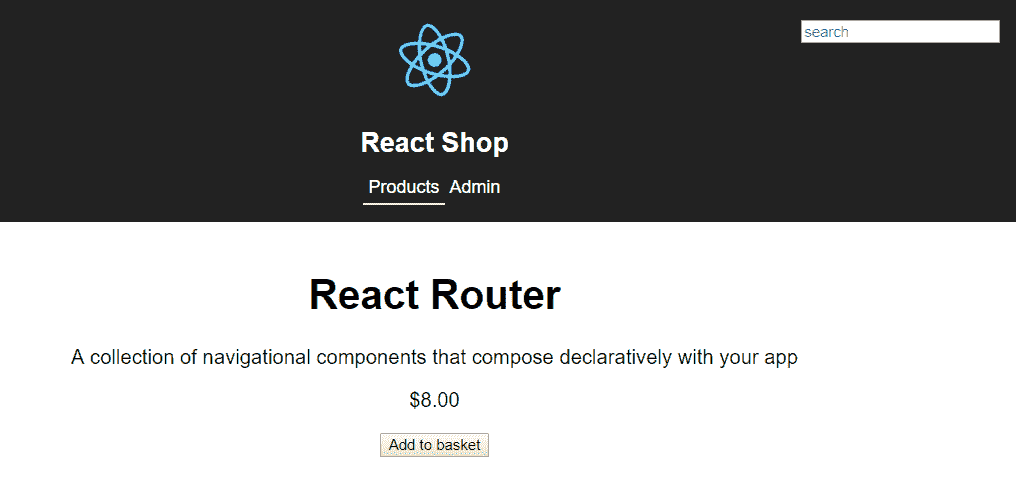 search
React Shop
Products Admin
React Router
A collection of navigational components that compose declaratively with your app
$8.00
Add to basket